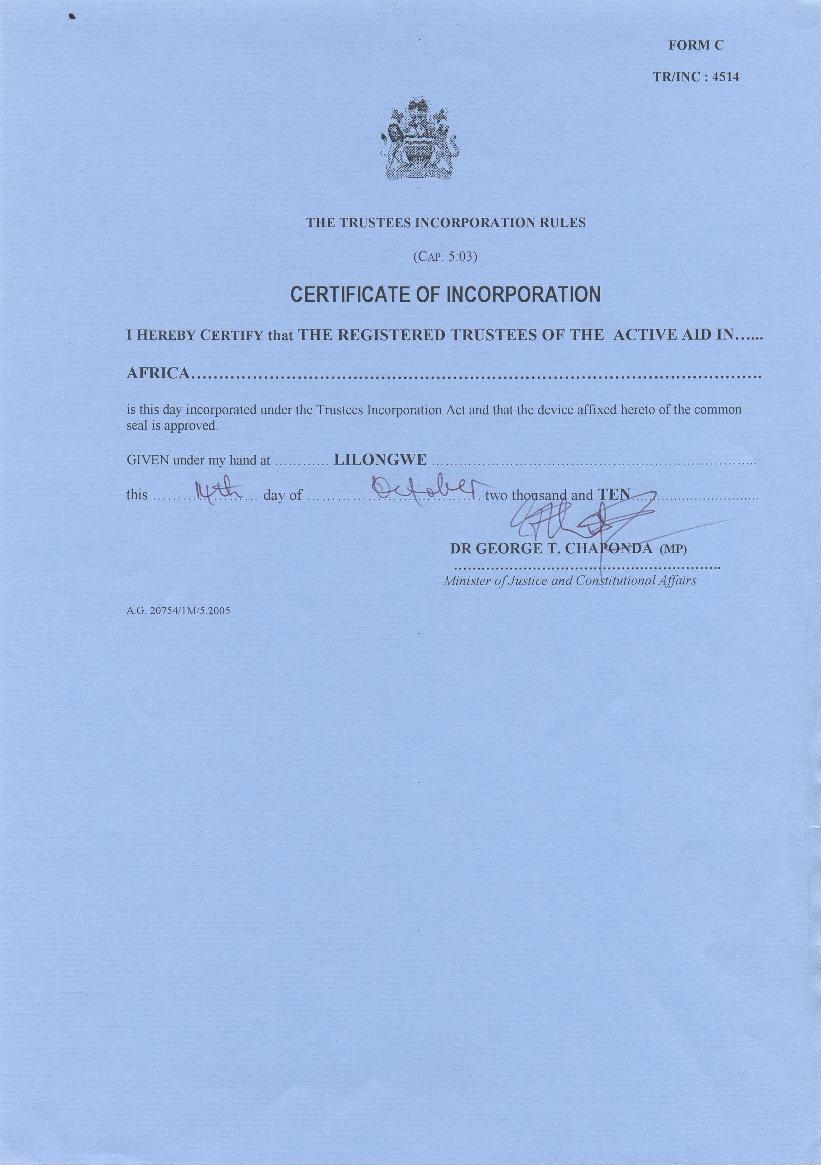 FORM C
TR/INC : 4514
THE TRUSTEES INCORPORATION RULES
(CAP. 5:03)
CERTIFICATE OF INCORPORATION
I HEREBY CERTIFY that THE REGISTERED TRUSTEES OF THE ACTIVE AID IN......
AFRICA....................................................................................................
is this day incorporated under the Trustees Incorporation Act and that the device affixed hereto of the common
seal is approved.
GIVEN under my hand at ........... LILONGWE ....................................................
this ........14th.... day of .............October. two thousand and TEN..........................
DR GEORGE T. CHAPONDA (MP)
......................................................
Minister of Justice and Constitutional Affairs
A.G. 20754/1M/5.2005